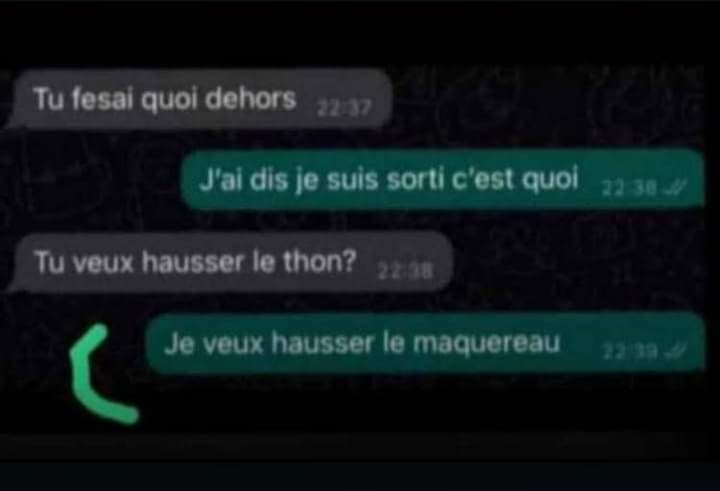 Tu fesai quoi dehors 22:37
J'ai dis je suis sorti c'est quoi 22:38
Tu veux hausser le thon? 22:38
Je veux hausser le maquereau 22:39